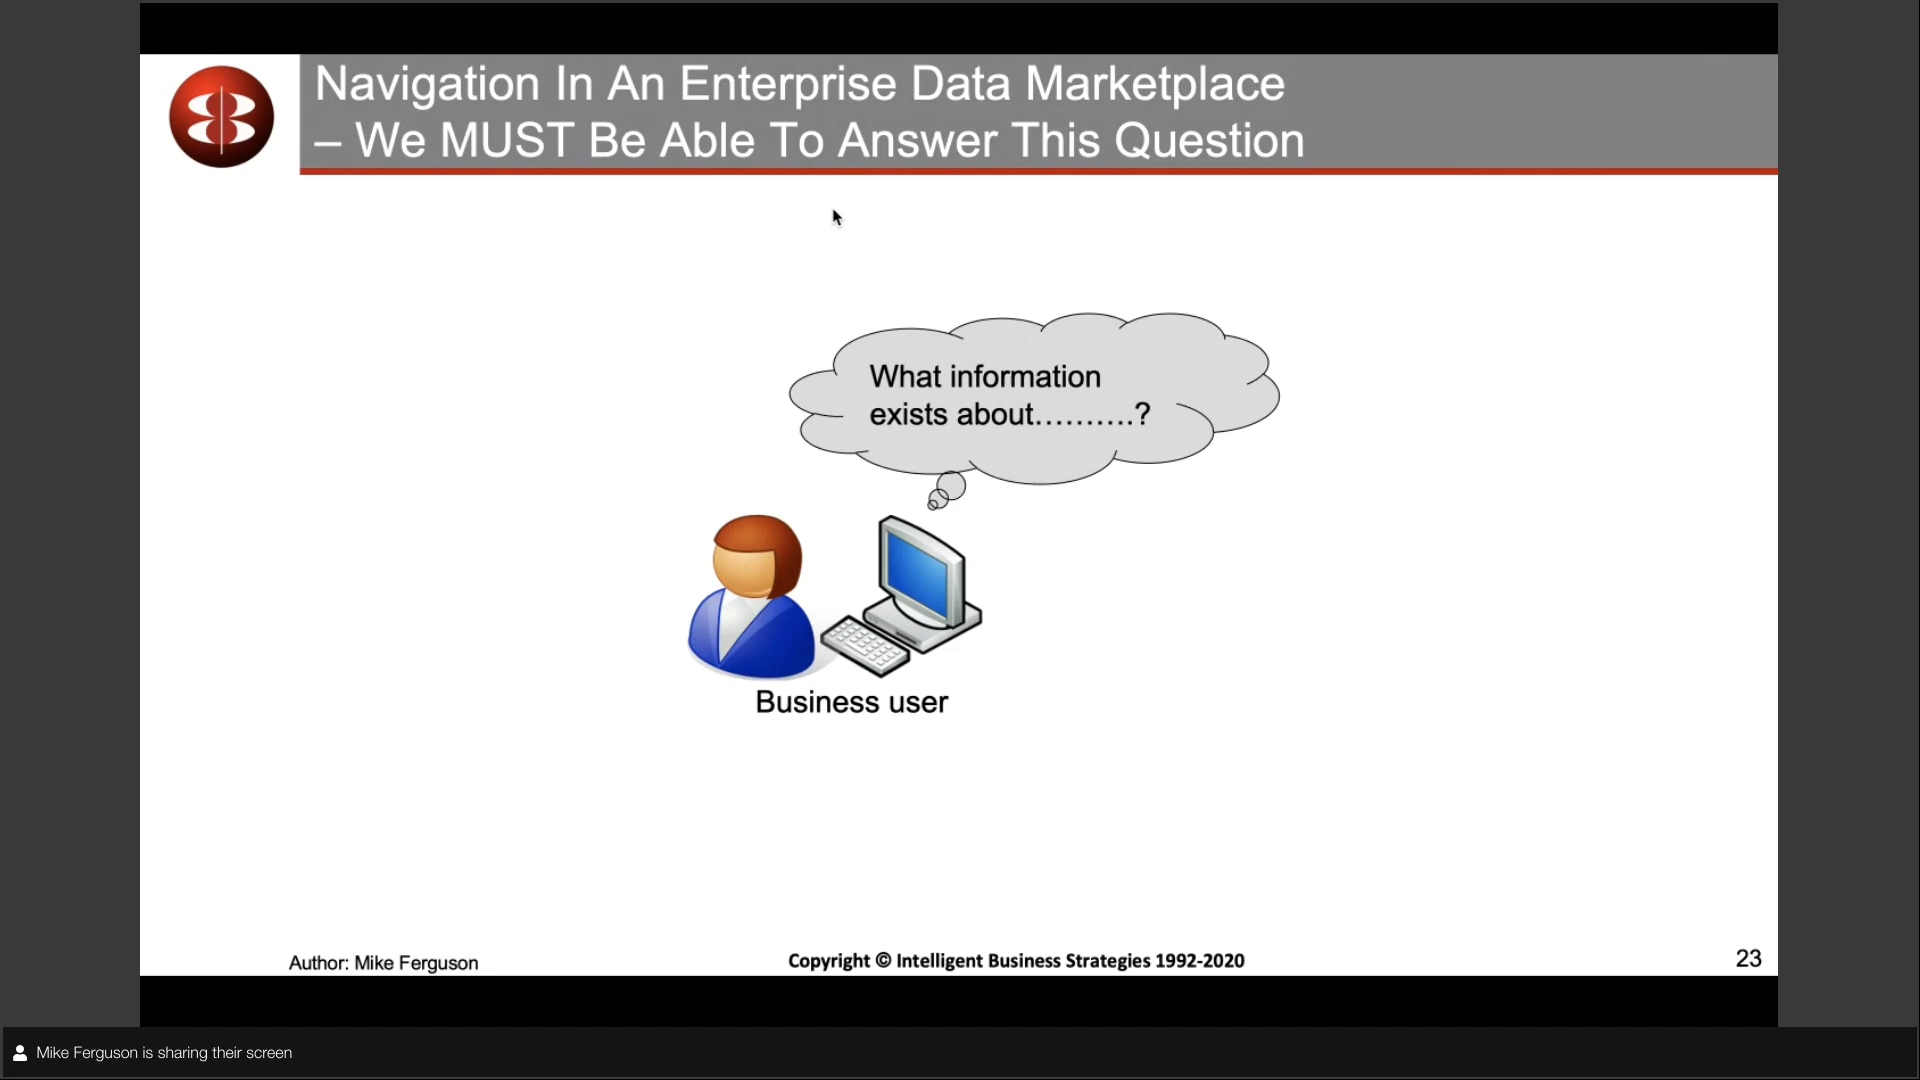 Navigation In An Enterprise Data Marketplace
– We MUST Be Able To Answer This Question
What information
exists about..........?
Business user
Author: Mike Ferguson
Copyright © Intelligent Business Strategies 1992-2020
23
Mike Ferguson is sharing their screen